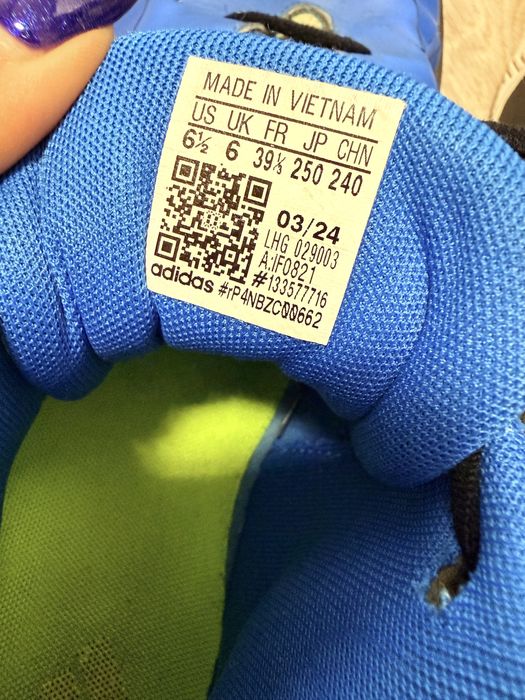 MADE IN VIETNAM
US UK FR JP CHN
6½ 6 39⅓ 250 240
03/24
LHG 029003
A:IF0821
#133577716
adidas #rP4NBZC00662